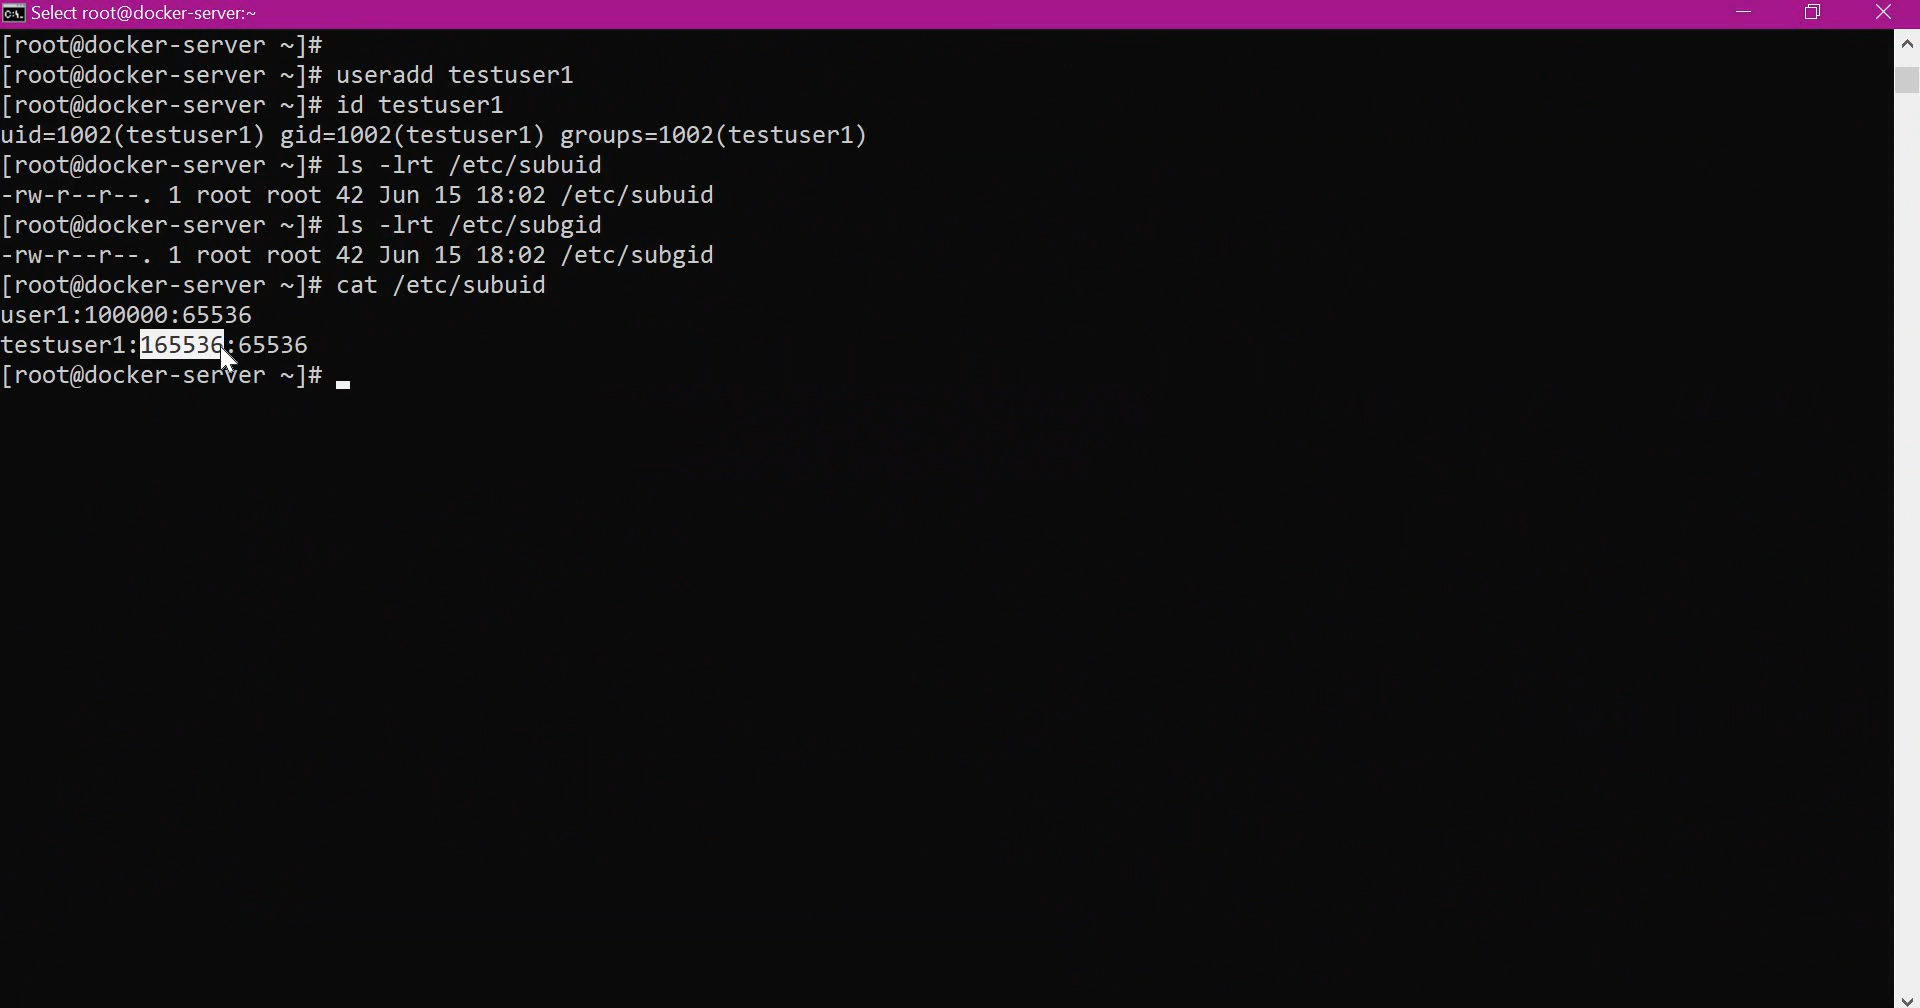 Select root@docker-server:~
[root@docker-server ~]#
[root@docker-server ~]# useradd testuser1
[root@docker-server ~]# id testuser1
uid=1002(testuser1) gid=1002(testuser1) groups=1002(testuser1)
[root@docker-server ~]# ls -lrt /etc/subuid
-rw-r--r--. 1 root root 42 Jun 15 18:02 /etc/subuid
[root@docker-server ~]# ls -lrt /etc/subgid
-rw-r--r--. 1 root root 42 Jun 15 18:02 /etc/subgid
[root@docker-server ~]# cat /etc/subuid
user1:100000:65536
testuser1:165536:65536
[root@docker-server ~]#